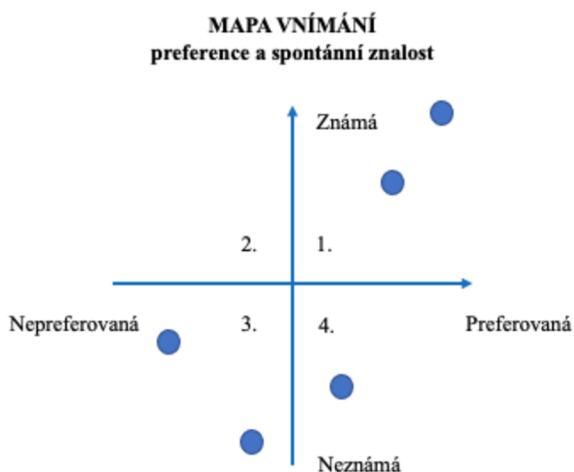 MAPA VNÍMÁNÍ
preference a spontánní znalost
Známá
2.
1.
Nepreferovaná
3.
4.
Preferovaná
Neznámá